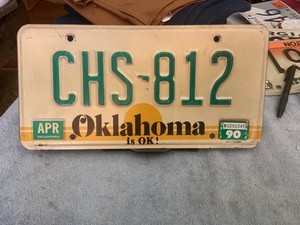 CHS-812
APR Oklahoma 90
is OK!